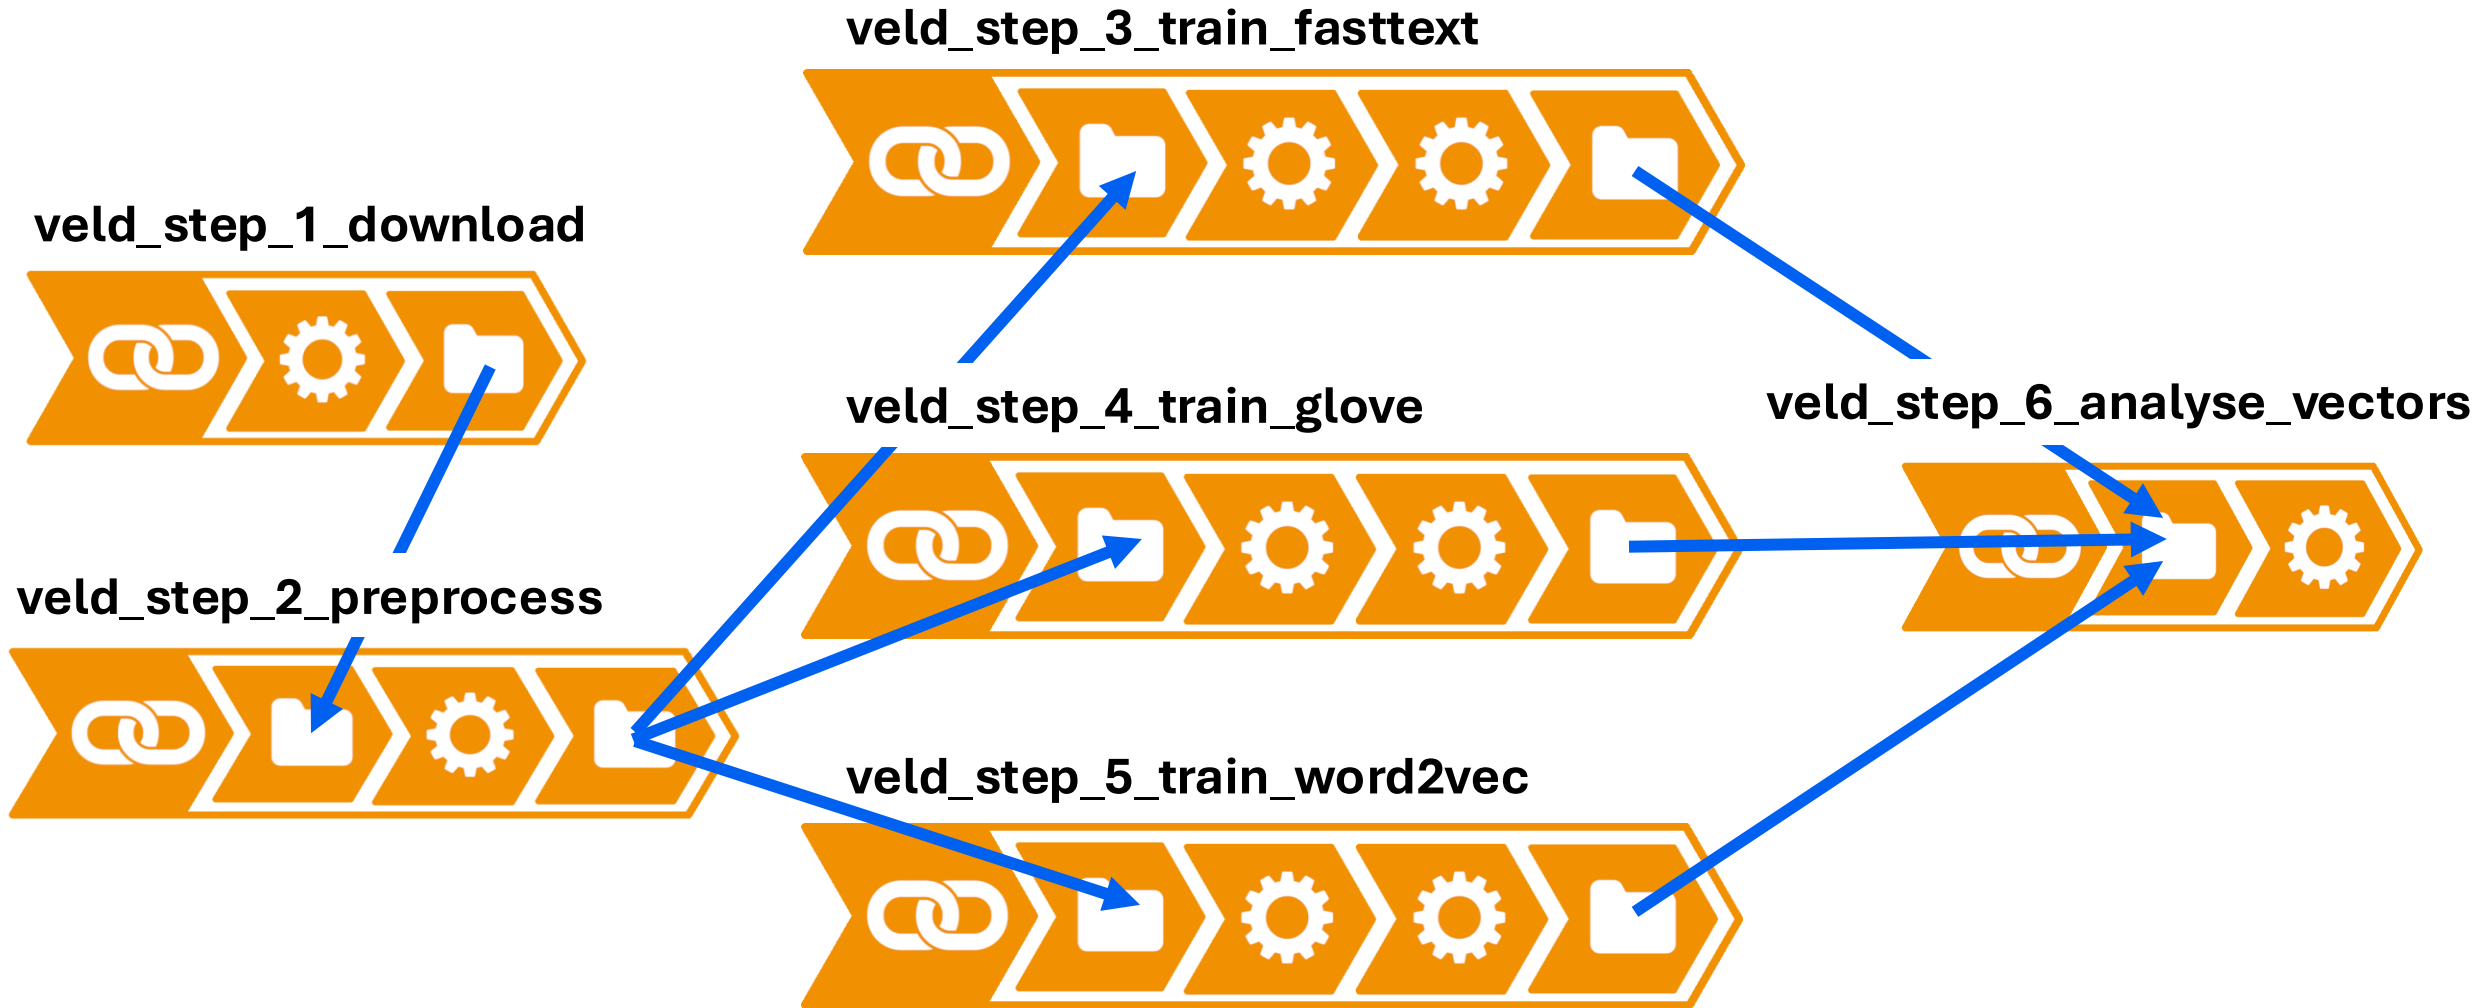 veld_step_1_download
veld_step_2_preprocess
veld_step_3_train_fasttext
veld_step_4_train_glove
veld_step_5_train_word2vec
veld_step_6_analyse_vectors